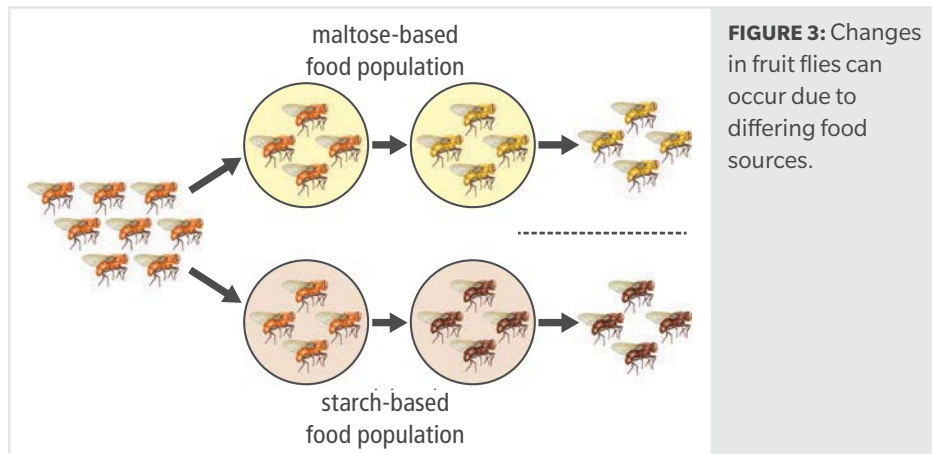 maltose-based
food population
starch-based
food population
FIGURE 3: Changes
in fruit flies can
occur due to
differing food
sources.